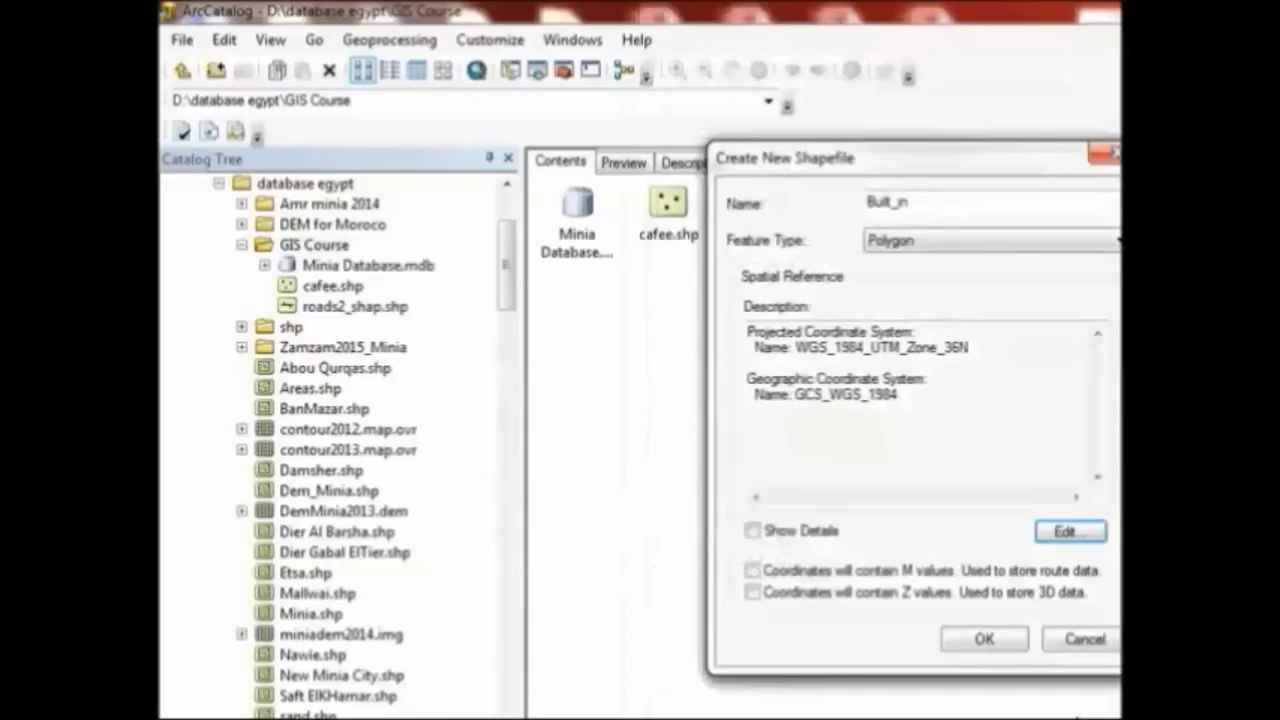 ArcCatalog - D:\database egypt\GIS Course
File Edit View Go Geoprocessing Customize Windows Help
D:\database egypt\GIS Course
Catalog Tree
database egypt
Amr minia 2014
DEM for Moroco
GIS Course
Minia Database.mdb
cafee.shp
roads2_shap.shp
shp
Zamzam2015_Minia
Abou Qurqas.shp
Areas.shp
BanMazar.shp
contour2012.map.ovr
contour2013.map.ovr
Damsher.shp
Dem_Minia.shp
DemMinia2013.dem
Dier Al Barsha.shp
Dier Gabal ElTier.shp
Etsa.shp
Mallwai.shp
Minia.shp
miniadem2014.img
Nawie.shp
New Minia City.shp
Saft ElKHamar.shp
Contents Preview Descrip
Minia
Database....
cafee.shp
Create New Shapefile
Name: Built_in
Feature Type: Polygon
Spatial Reference
Description:
Projected Coordinate System:
Name: WGS_1984_UTM_Zone_36N
Geographic Coordinate System:
Name: GCS_WGS_1984
Show Details
Edit...
Coordinates will contain M values. Used to store route data.
Coordinates will contain Z values. Used to store 3D data.
OK Cancel